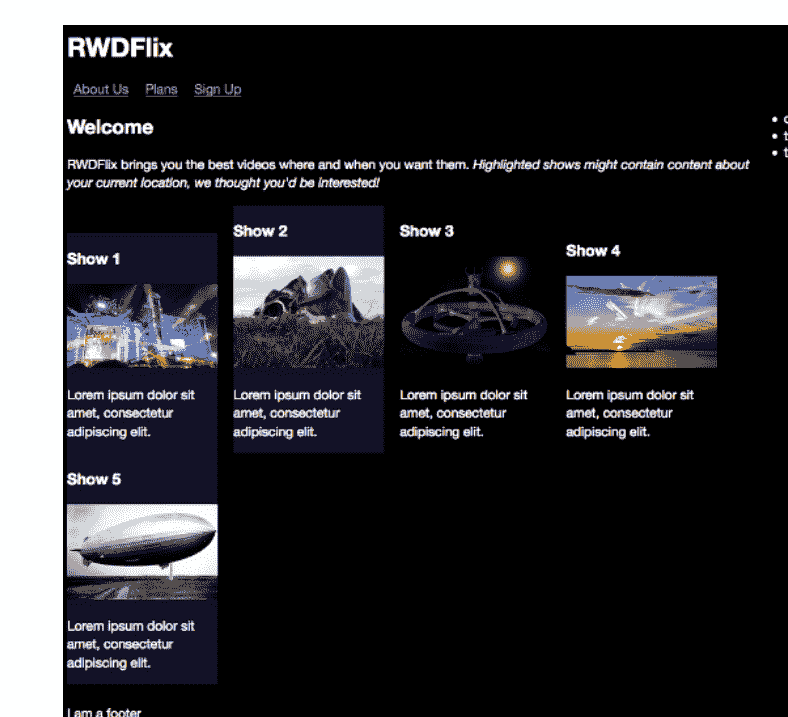 RWDFlix
About Us Plans Sign Up
Welcome
RWDFlix brings you the best videos where and when you want them. Highlighted shows might contain content about
your current location, we thought you'd be interested!
Show 1
Lorem ipsum dolor sit
amet, consectetur
adipiscing elit.
Show 2
Lorem ipsum dolor sit
amet, consectetur
adipiscing elit.
Show 3
Lorem ipsum dolor sit
amet, consectetur
adipiscing elit.
Show 4
Lorem ipsum dolor sit
amet, consectetur
adipiscing elit.
Show 5
Lorem ipsum dolor sit
amet, consectetur
adipiscing elit.
I am a footer